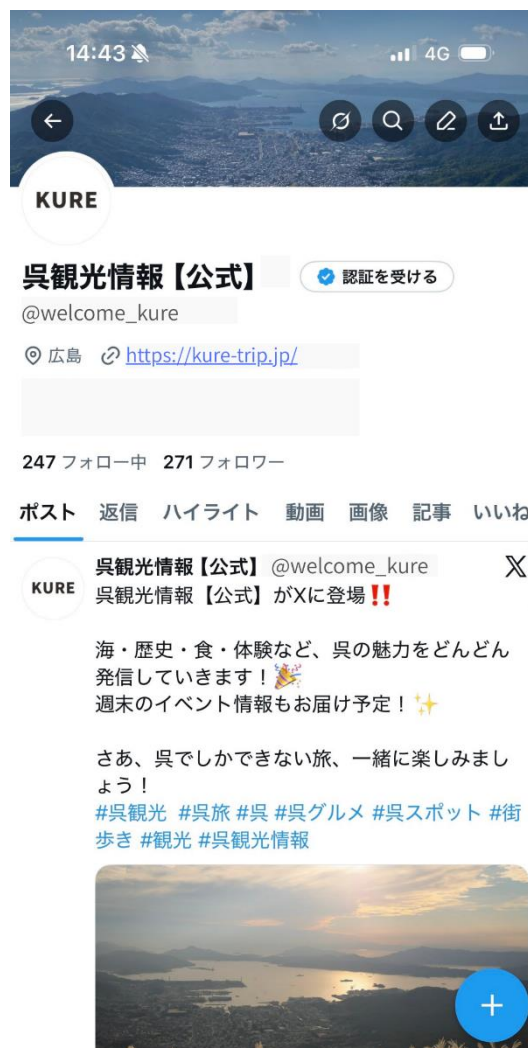 14:43
4G
KURE
呉観光情報【公式】
認証を受ける
@welcome_kure
広島 https://kure-trip.jp/
247 フォロー中 271 フォロワー
ポスト 返信 ハイライト 動画 画像 記事 いいね
呉観光情報【公式】@welcome_kure
KURE
呉観光情報【公式】がXに登場‼️
海・歴史・食・体験など、呉の魅力をどんどん
発信していきます!🎉
週末のイベント情報もお届け予定!✨
さあ、呉でしかできない旅、一緒に楽しみまし
ょう!
#呉観光 #呉旅 #呉 #呉グルメ #呉スポット #街
歩き #観光 #呉観光情報